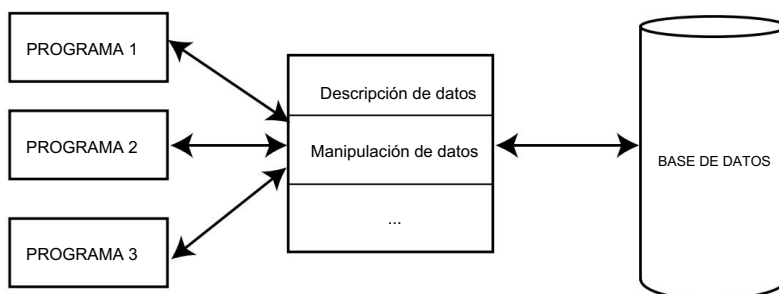 PROGRAMA 1
PROGRAMA 2
PROGRAMA 3
Descripción de datos
Manipulación de datos
...
BASE DE DATOS